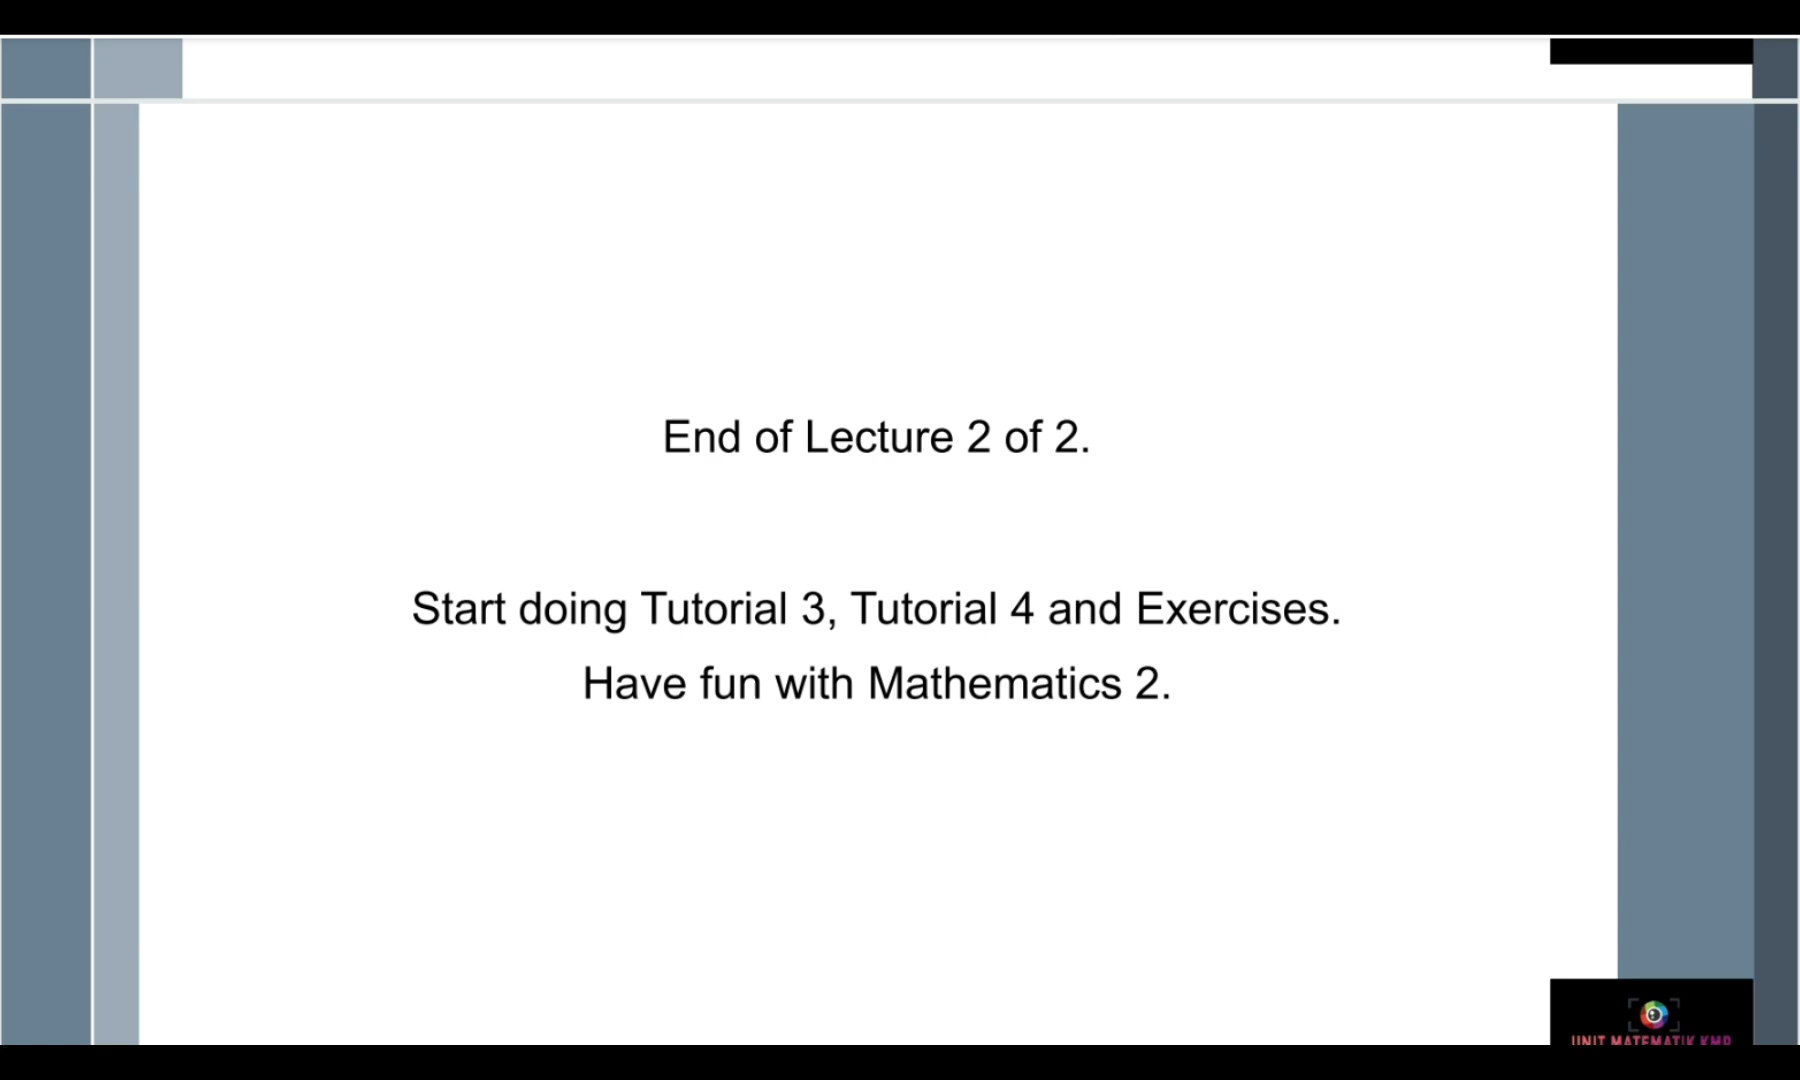 End of Lecture 2 of 2.
Start doing Tutorial 3, Tutorial 4 and Exercises.
Have fun with Mathematics 2.
UNIT MATEMATIK KMP